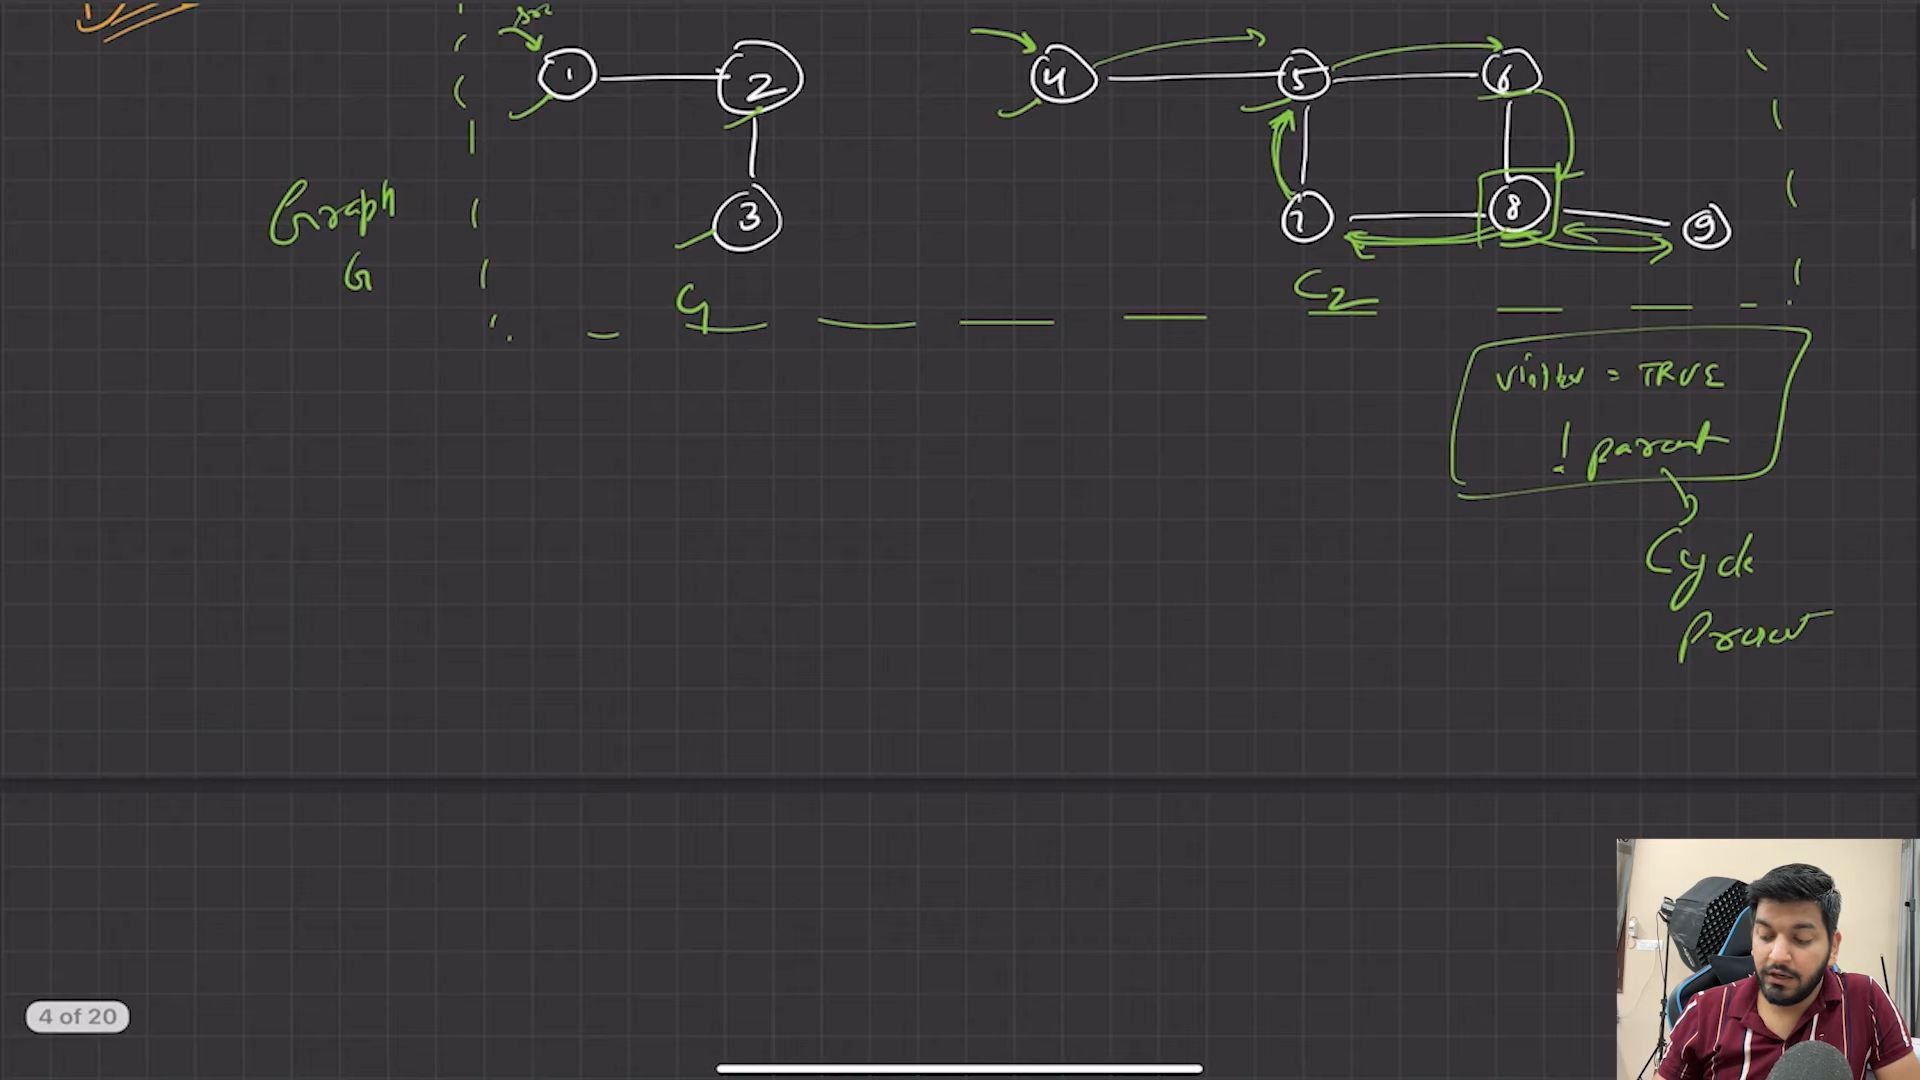 src
1 2 4 5 6
Graph
G
3 7 8 9
C1 C2
visited = TRUE
! parent
Cycle
Present
4 of 20